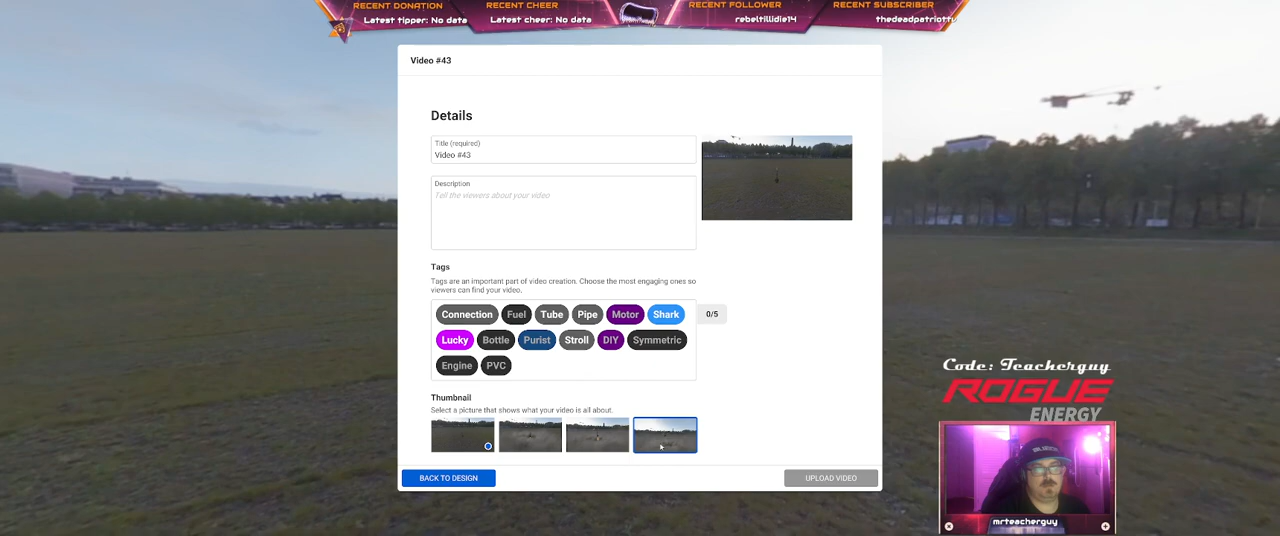 RECENT DONATION
Latest tipper: No data
RECENT CHEER
Latest cheer: No data
RECENT FOLLOWER
rebeltillidie14
RECENT SUBSCRIBER
thedeadpatriotty
Video #43
Details
Title (required)
Video #43
Description
Tell the viewers about your video
Tags
Tags are an important part of video creation. Choose the most engaging ones so
viewers can find your video.
Connection Fuel Tube Pipe Motor Shark 0/5
Lucky Bottle Purist Stroll DIY Symmetric
Engine PVC
Thumbnail
Select a picture that shows what your video is all about.
BACK TO DESIGN
UPLOAD VIDEO
Code: Teacherguy
ROGUE
ENERGY
mrteacherguy